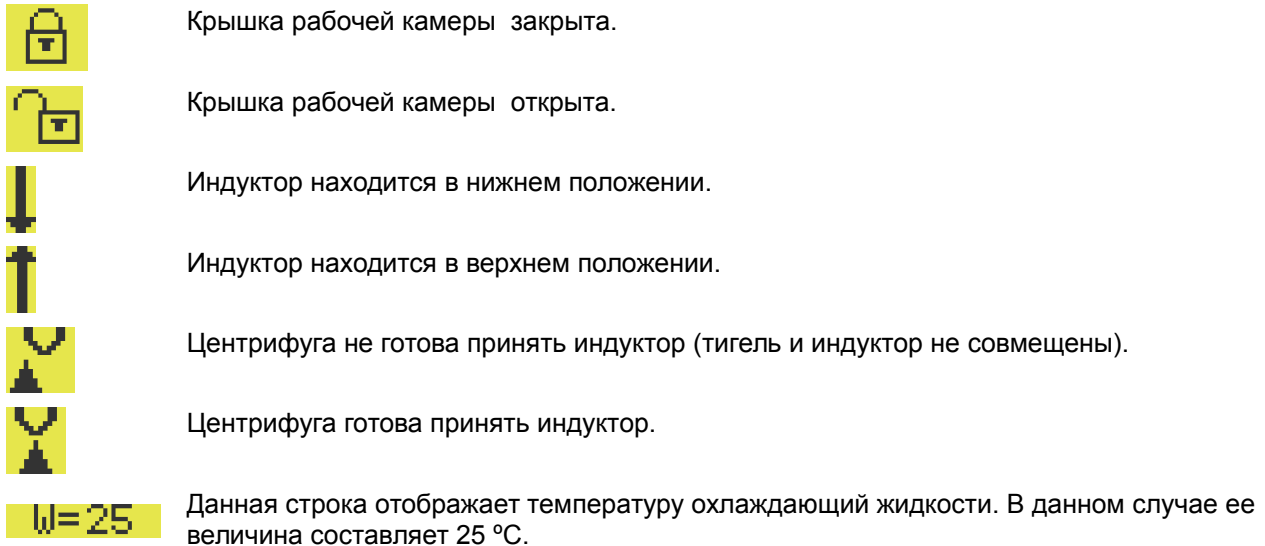 Крышка рабочей камеры  закрыта.
Крышка рабочей камеры  открыта.
Индуктор находится в нижнем положении.
Индуктор находится в верхнем положении.
Центрифуга не готова принять индуктор (тигель и индуктор не совмещены).
Центрифуга готова принять индуктор.
W=25
Данная строка отображает температуру охлаждающий жидкости. В данном случае ее
величина составляет 25 ºC.